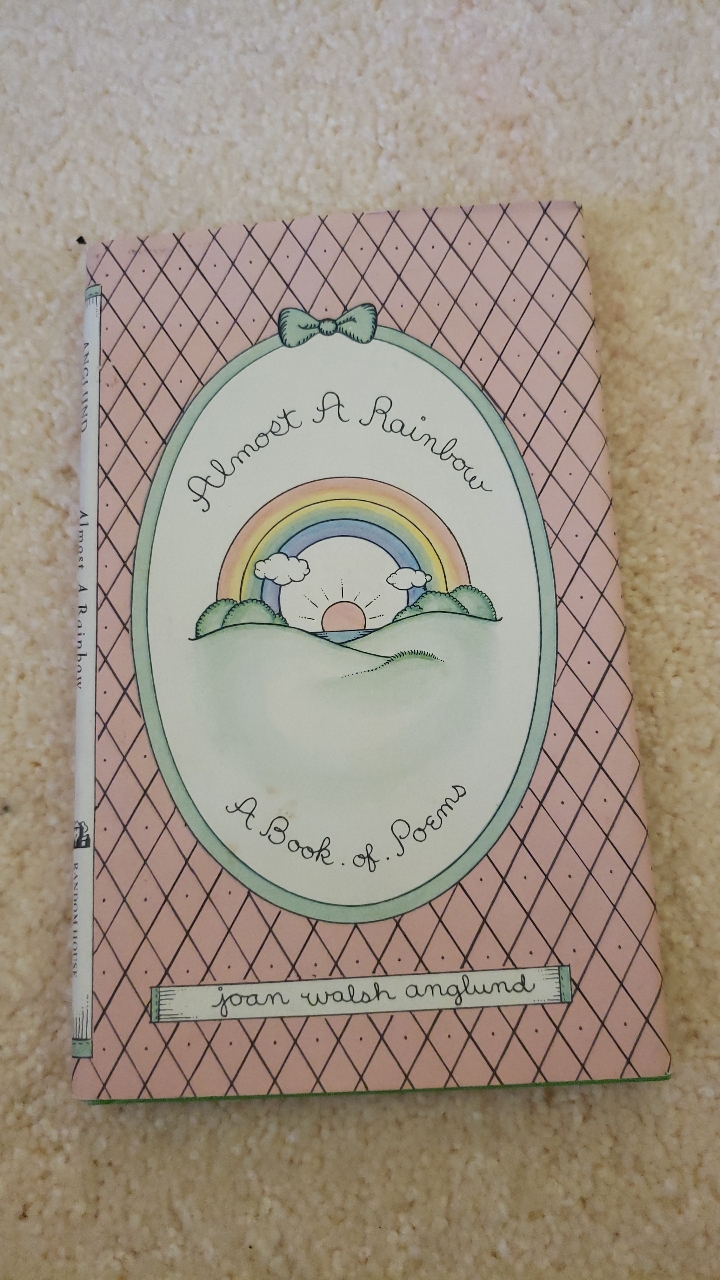 Almost A Rainbow
A Book of Poems
joan walsh anglund
ANGLUND Almost A Rainbow RANDOM HOUSE